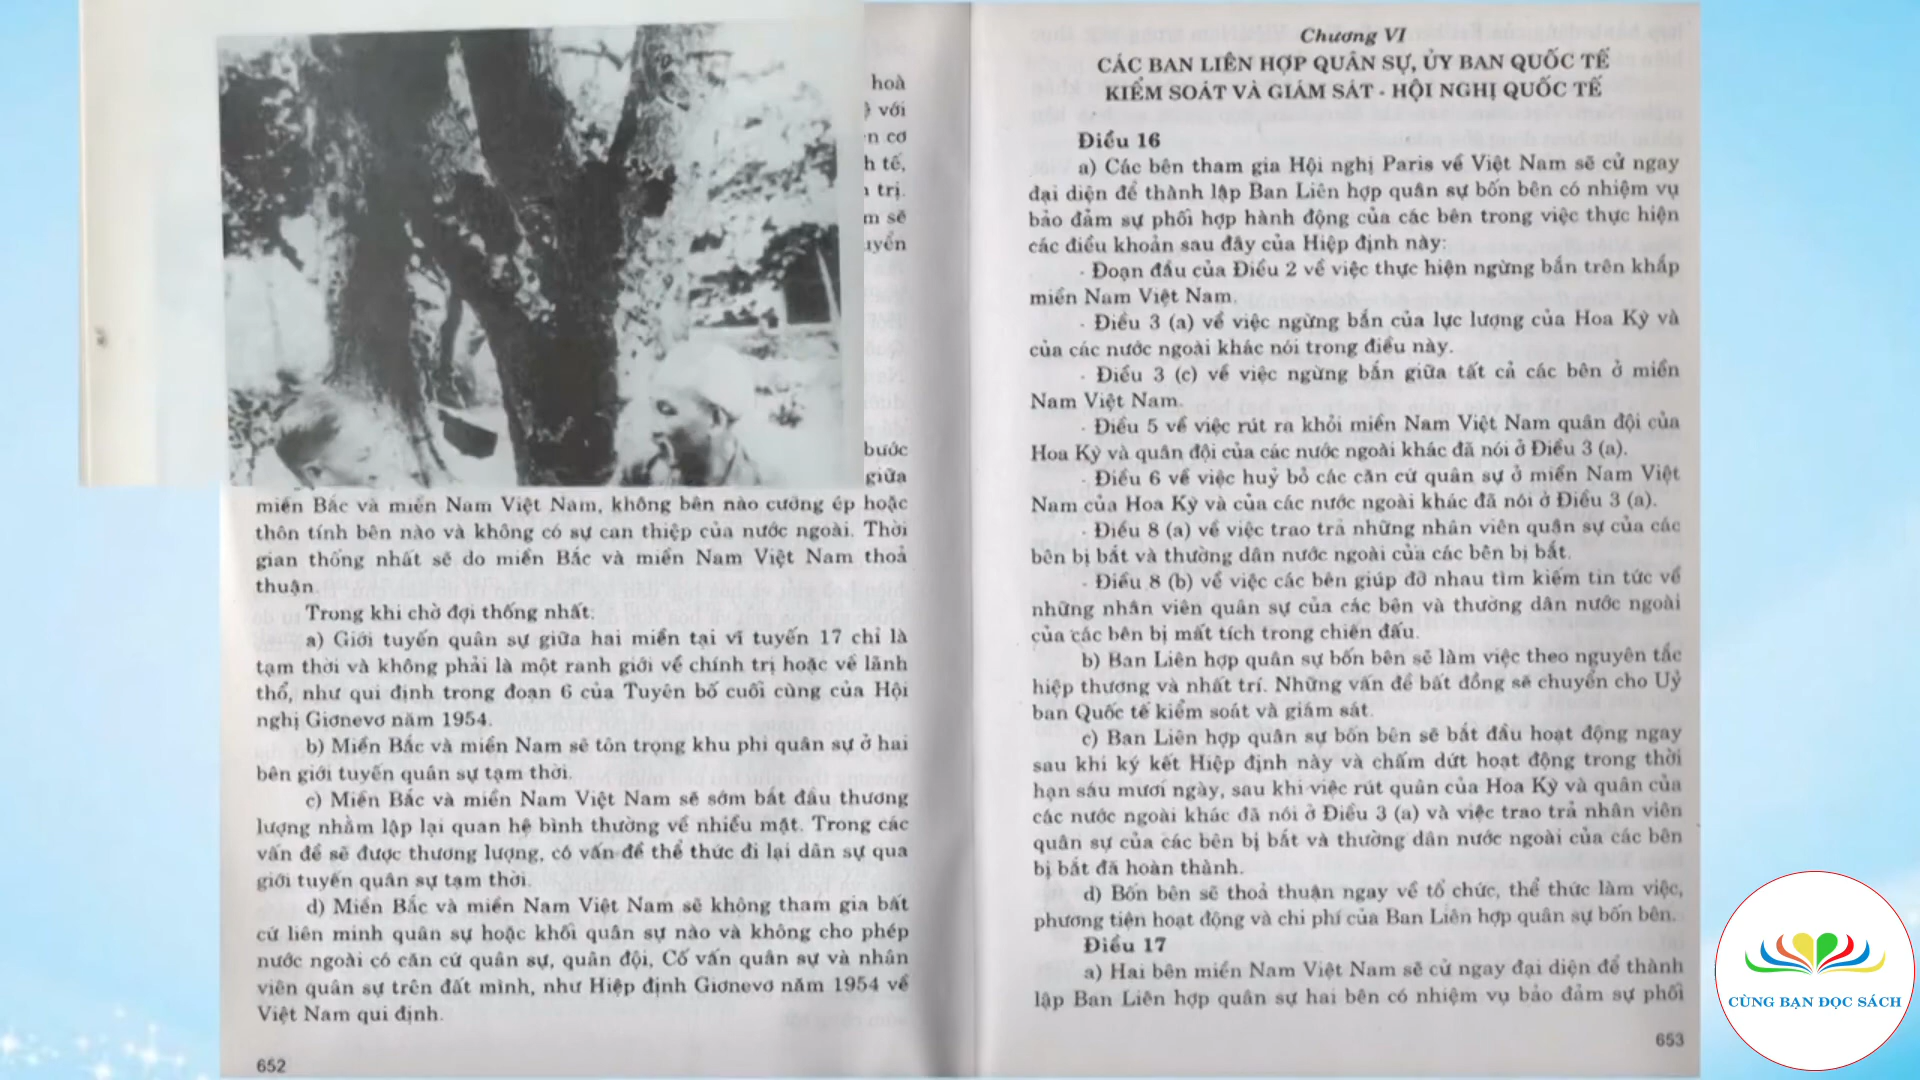 hoà
với
cơ
tế,
trị.
sẽ
bước
giữa
miền Bắc và miền Nam Việt Nam, không bên nào cưỡng ép hoặc
thôn tính bên nào và không có sự can thiệp của nước ngoài. Thời
gian thống nhất sẽ do miền Bắc và miền Nam Việt Nam thoả
thuận.
Trong khi chờ đợi thống nhất:
a) Giới tuyến quân sự giữa hai miền tại vĩ tuyến 17 chỉ là
tạm thời và không phải là một ranh giới về chính trị hoặc về lãnh
thổ, như qui định trong đoạn 6 của Tuyên bố cuối cùng của Hội
nghị Giơnevơ năm 1954.
b) Miền Bắc và miền Nam sẽ tôn trọng khu phi quân sự ở hai
bên giới tuyến quân sự tạm thời.
c) Miền Bắc và miền Nam Việt Nam sẽ sớm bắt đầu thương
lượng nhằm lập lại quan hệ bình thường về nhiều mặt. Trong các
vấn đề sẽ được thương lượng, có vấn đề thể thức đi lại dân sự qua
giới tuyến quân sự tạm thời.
d) Miền Bắc và miền Nam Việt Nam sẽ không tham gia bất
cứ liên minh quân sự hoặc khối quân sự nào và không cho phép
nước ngoài có căn cứ quân sự, quân đội, Cố vấn quân sự và nhân
viên quân sự trên đất mình, như Hiệp định Giơnevơ năm 1954 về
Việt Nam qui định.
652
Chương VI
CÁC BAN LIÊN HỢP QUÂN SỰ, ỦY BAN QUỐC TẾ
KIỂM SOÁT VÀ GIÁM SÁT - HỘI NGHỊ QUỐC TẾ
Điều 16
a) Các bên tham gia Hội nghị Paris về Việt Nam sẽ cử ngay
đại diện để thành lập Ban Liên hợp quân sự bốn bên có nhiệm vụ
bảo đảm sự phối hợp hành động của các bên trong việc thực hiện
các điều khoản sau đây của Hiệp định này:
- Đoạn đầu của Điều 2 về việc thực hiện ngừng bắn trên khắp
miền Nam Việt Nam.
- Điều 3 (a) về việc ngừng bắn của lực lượng của Hoa Kỳ và
của các nước ngoài khác nói trong điều này.
- Điều 3 (c) về việc ngừng bắn giữa tất cả các bên ở miền
Nam Việt Nam.
- Điều 5 về việc rút ra khỏi miền Nam Việt Nam quân đội của
Hoa Kỳ và quân đội của các nước ngoài khác đã nói ở Điều 3 (a).
- Điều 6 về việc huỷ bỏ các căn cứ quân sự ở miền Nam Việt
Nam của Hoa Kỳ và của các nước ngoài khác đã nói ở Điều 3 (a).
- Điều 8 (a) về việc trao trả những nhân viên quân sự của các
bên bị bắt và thường dân nước ngoài của các bên bị bắt.
- Điều 8 (b) về việc các bên giúp đỡ nhau tìm kiếm tin tức về
những nhân viên quân sự của các bên và thường dân nước ngoài
của các bên bị mất tích trong chiến đấu.
b) Ban Liên hợp quân sự bốn bên sẽ làm việc theo nguyên tắc
hiệp thương và nhất trí. Những vấn đề bất đồng sẽ chuyển cho Uỷ
ban Quốc tế kiểm soát và giám sát.
c) Ban Liên hợp quân sự bốn bên sẽ bắt đầu hoạt động ngay
sau khi ký kết Hiệp định này và chấm dứt hoạt động trong thời
hạn sáu mươi ngày, sau khi việc rút quân của Hoa Kỳ và quân của
các nước ngoài khác đã nói ở Điều 3 (a) và việc trao trả nhân viên
quân sự của các bên bị bắt và thường dân nước ngoài của các bên
bị bắt đã hoàn thành.
d) Bốn bên sẽ thoả thuận ngay về tổ chức, thể thức làm việc,
phương tiện hoạt động và chi phí của Ban Liên hợp quân sự bốn bên.
Điều 17
a) Hai bên miền Nam Việt Nam sẽ cử ngay đại diện để thành
lập Ban Liên hợp quân sự hai bên có nhiệm vụ bảo đảm sự phối
653
CÙNG BẠN ĐỌC SÁCH